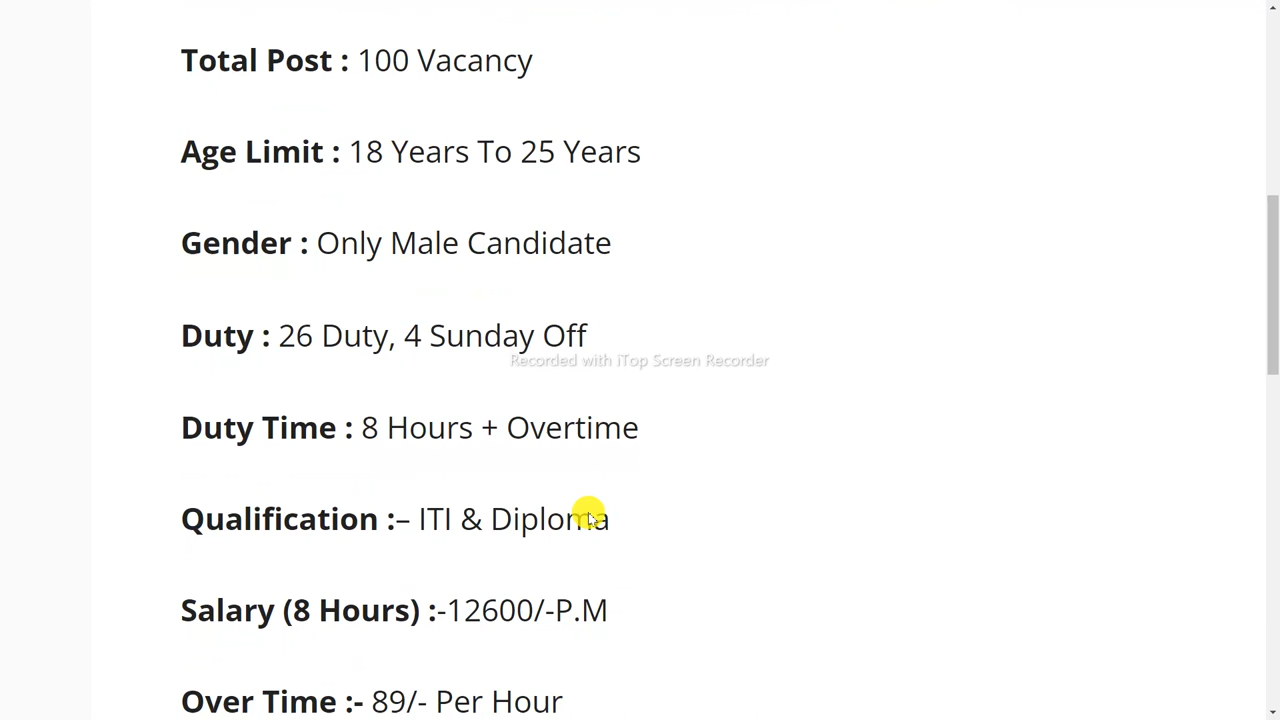 Total Post : 100 Vacancy
Age Limit : 18 Years To 25 Years
Gender : Only Male Candidate
Duty : 26 Duty, 4 Sunday Off
Recorded with iTop Screen Recorder
Duty Time : 8 Hours + Overtime
Qualification :– ITI & Diploma
Salary (8 Hours) :-12600/-P.M
Over Time :- 89/- Per Hour